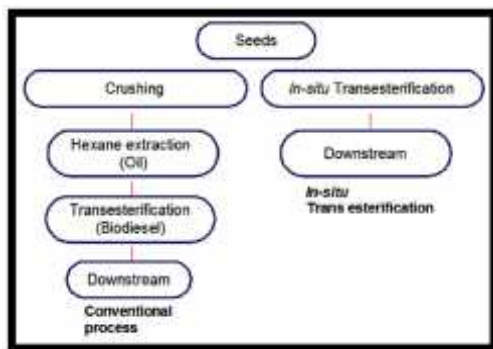 Seeds
Crushing
In-situ Transesterification
Hexane extraction
(Oil)
Downstream
In-situ
Trans esterification
Transesterification
(Biodiesel)
Downstream
Conventional
process